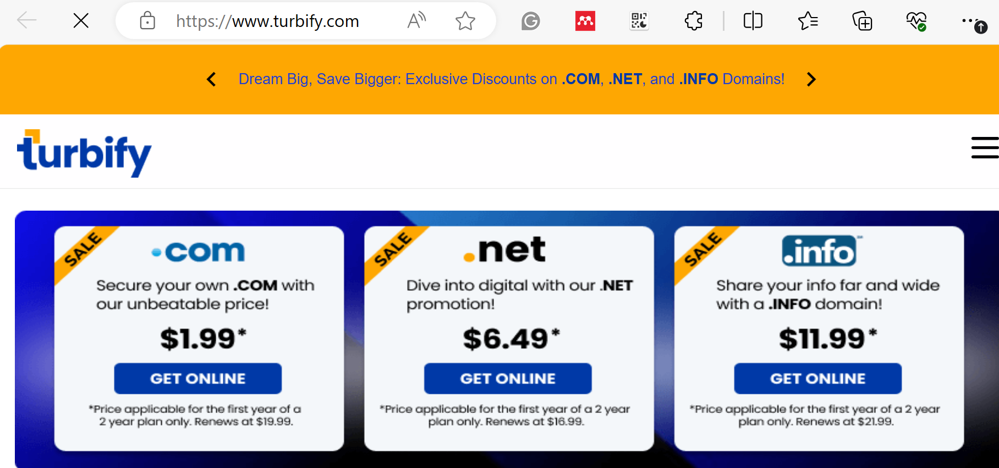 https://www.turbify.com
Dream Big, Save Bigger: Exclusive Discounts on .COM, .NET, and .INFO Domains!
turbify
SALE
.com
Secure your own .COM with
our unbeatable price!
$1.99*
GET ONLINE
*Price applicable for the first year of a
2 year plan only. Renews at $19.99.
SALE
.net
Dive into digital with our .NET
promotion!
$6.49*
GET ONLINE
*Price applicable for the first year of a 2 year
plan only. Renews at $16.99.
SALE
.info
Share your info far and wide
with a .INFO domain!
$11.99*
GET ONLINE
*Price applicable for the first year of a 2 year
plan only. Renews at $21.99.